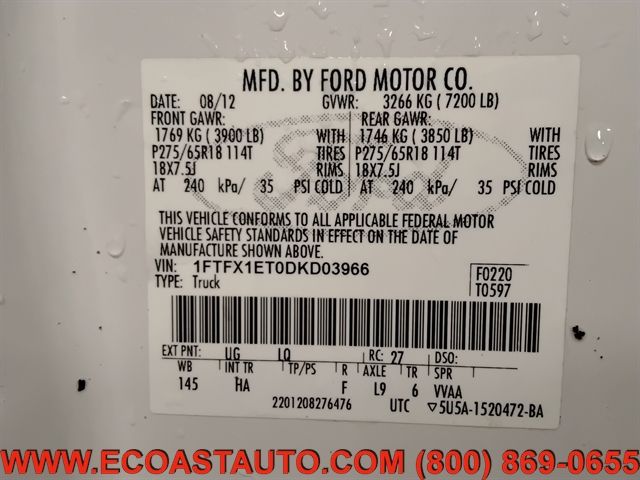 MFD. BY FORD MOTOR CO.
DATE: 08/12 GVWR: 3266 KG ( 7200 LB)
FRONT GAWR: REAR GAWR:
1769 KG ( 3900 LB) WITH 1746 KG ( 3850 LB) WITH
P275/65R18 114T TIRES P275/65R18 114T TIRES
18X7.5J RIMS 18X7.5J RIMS
AT 240 kPa/ 35 PSI COLD AT 240 kPa/ 35 PSI COLD
THIS VEHICLE CONFORMS TO ALL APPLICABLE FEDERAL MOTOR
VEHICLE SAFETY STANDARDS IN EFFECT ON THE DATE OF
MANUFACTURE SHOWN ABOVE.
VIN: 1FTFX1ET0DKD03966 F0220
TYPE: Truck T0597
EXT PNT: UG LQ RC: 27 DSO:
WB INT TR TP/PS R AXLE TR SPR
145 HA F L9 6 VVAA
2201208276476 UTC ▽5U5A-1520472-BA
WWW.ECOASTAUTO.COM (800) 869-0655